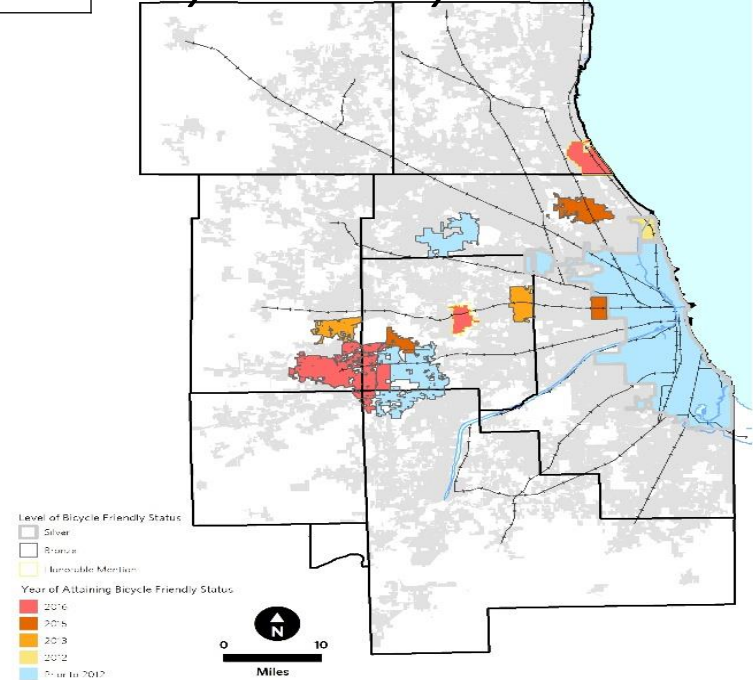 Level of Bicycle Friendly Status
Silver
Bronze
Honorable Mention
Year of Attaining Bicycle Friendly Status
2016
2015
2013
2012
Prior to 2012
N
0 10
Miles